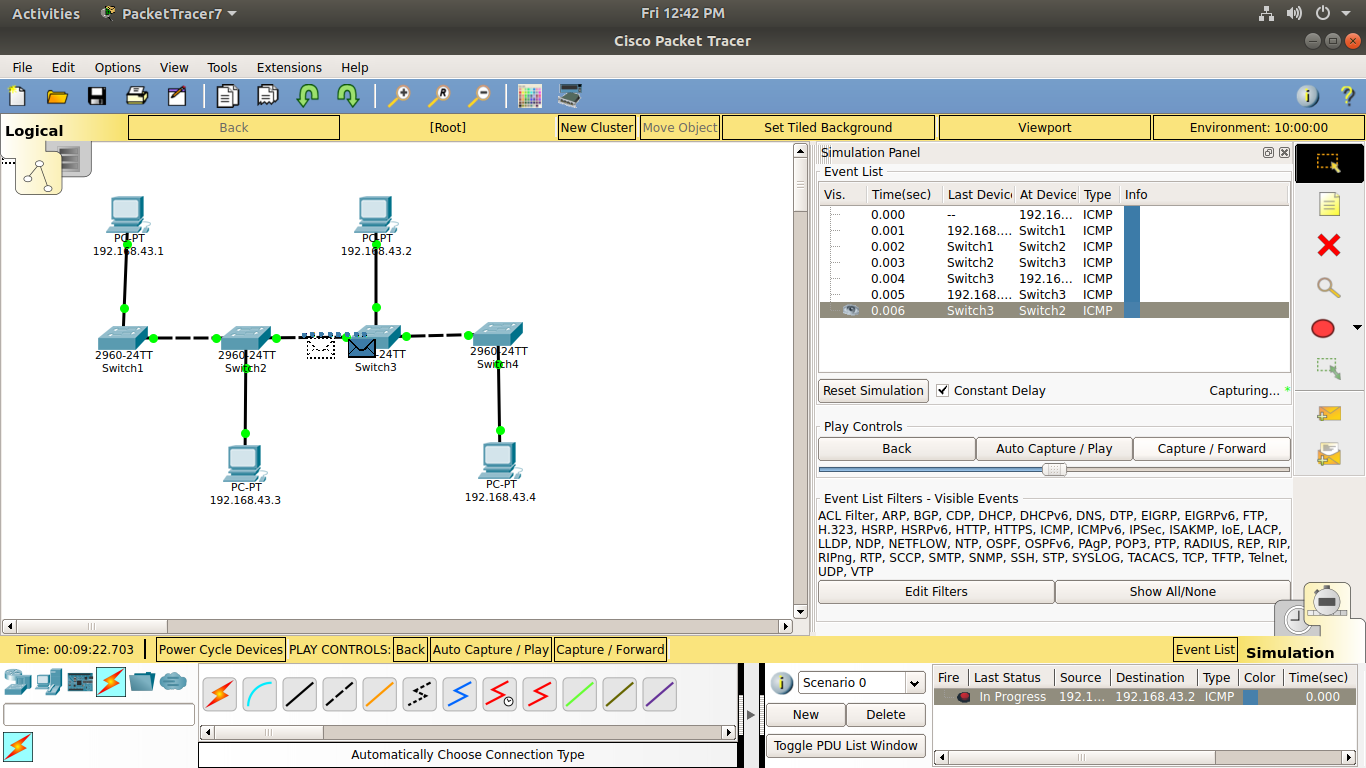 Activities PacketTracer7 Fri 12:42 PM
Cisco Packet Tracer
File Edit Options View Tools Extensions Help
Logical Back [Root] New Cluster Move Object Set Tiled Background Viewport Environment: 10:00:00
PC-PT
192.168.43.1
PC-PT
192.168.43.2
2960-24TT
Switch1
2960-24TT
Switch2
-24TT
Switch3
2960-24TT
Switch4
PC-PT
192.168.43.3
PC-PT
192.168.43.4
Simulation Panel
Event List
Vis. Time(sec) Last Device At Device Type Info
0.000 -- 192.16... ICMP
0.001 192.168.... Switch1 ICMP
0.002 Switch1 Switch2 ICMP
0.003 Switch2 Switch3 ICMP
0.004 Switch3 192.16... ICMP
0.005 192.168.... Switch3 ICMP
0.006 Switch3 Switch2 ICMP
Reset Simulation Constant Delay Capturing... *
Play Controls
Back Auto Capture / Play Capture / Forward
Event List Filters - Visible Events
ACL Filter, ARP, BGP, CDP, DHCP, DHCPv6, DNS, DTP, EIGRP, EIGRPv6, FTP,
H.323, HSRP, HSRPv6, HTTP, HTTPS, ICMP, ICMPv6, IPSec, ISAKMP, IoE, LACP,
LLDP, NDP, NETFLOW, NTP, OSPF, OSPFv6, PAgP, POP3, PTP, RADIUS, REP, RIP,
RIPng, RTP, SCCP, SMTP, SNMP, SSH, STP, SYSLOG, TACACS, TCP, TFTP, Telnet,
UDP, VTP
Edit Filters Show All/None
Time: 00:09:22.703 Power Cycle Devices PLAY CONTROLS: Back Auto Capture / Play Capture / Forward Event List Simulation
Scenario 0
New Delete
Toggle PDU List Window
Automatically Choose Connection Type
Fire Last Status Source Destination Type Color Time(sec)
In Progress 192.1... 192.168.43.2 ICMP 0.000